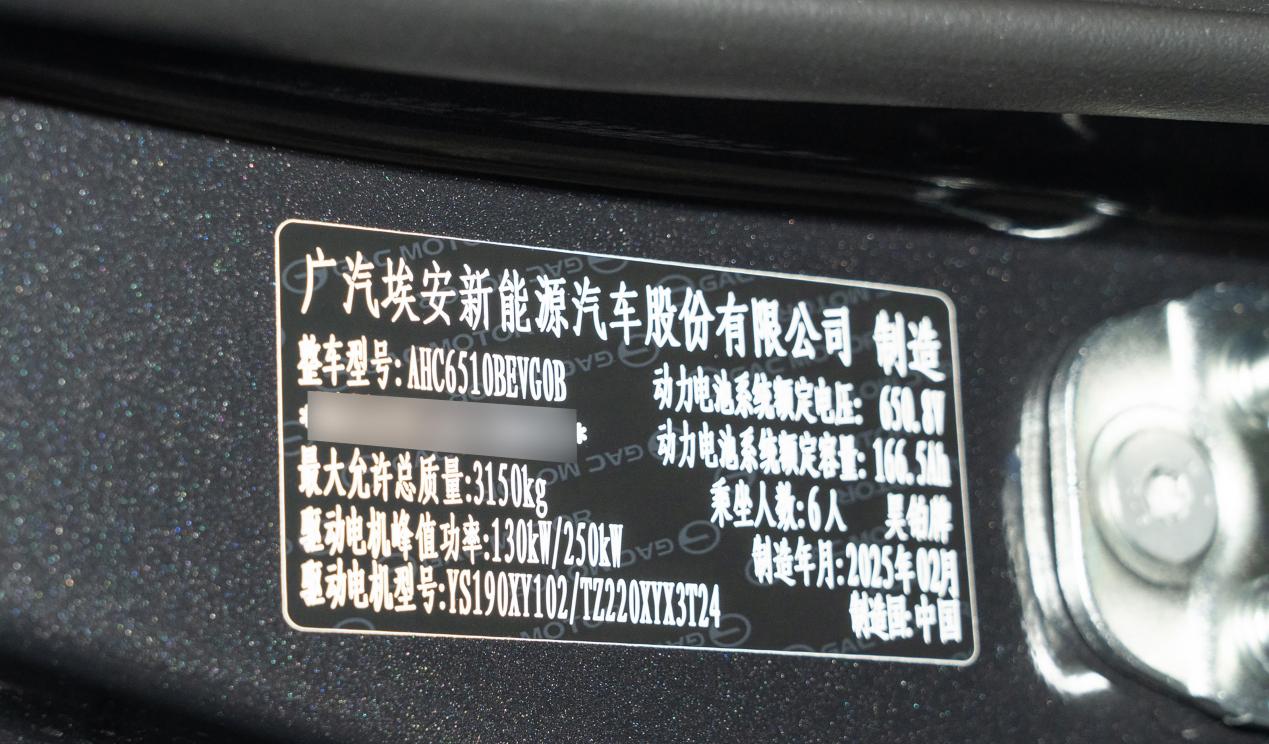 广汽埃安新能源汽车股份有限公司 制造
整车型号:AHC6510BEVG0B
动力电池系统额定电压: 650.8V
* *
动力电池系统额定容量: 166.5Ah
最大允许总质量:3150kg
乘坐人数:6人 昊铂牌
驱动电机峰值功率:130kW/250kW
制造年月:2025年02月
驱动电机型号:YS190XY102/TZ220XYX3T24
制造国:中国
GAC MOTOR